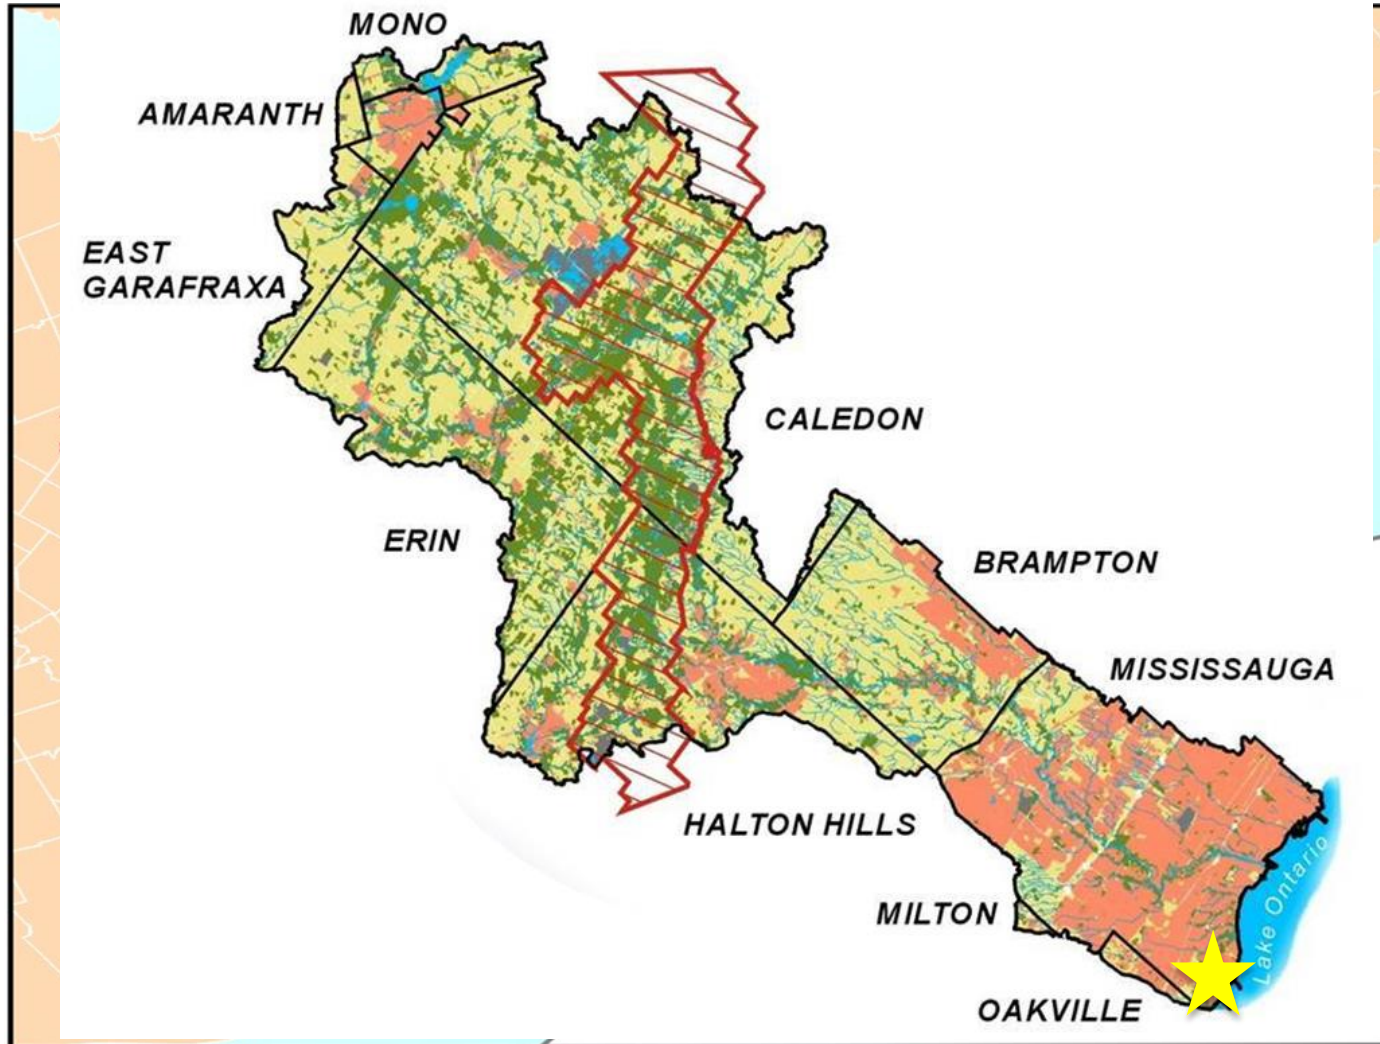 MONO
AMARANTH
EAST
GARAFRAXA
CALEDON
ERIN
BRAMPTON
MISSISSAUGA
HALTON HILLS
MILTON
Lake Ontario
OAKVILLE